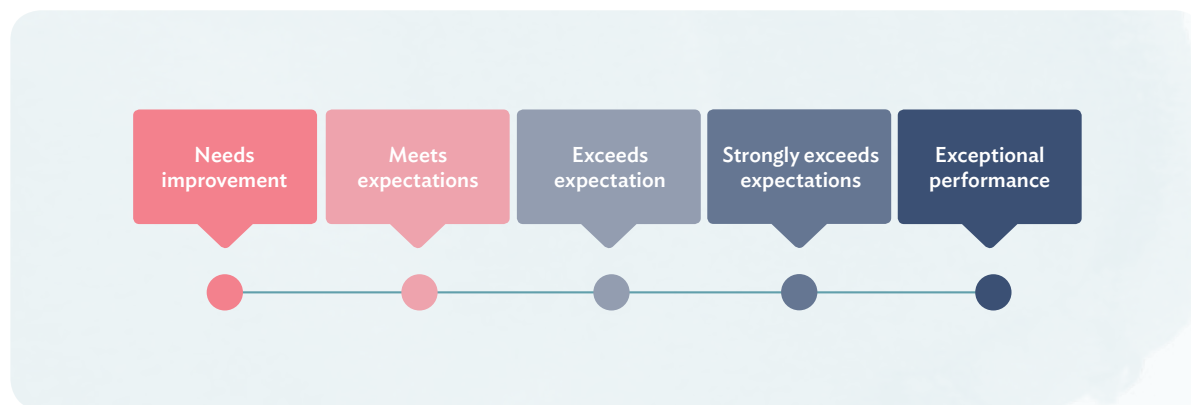 Needs
improvement
Meets
expectations
Exceeds
expectation
Strongly exceeds
expectations
Exceptional
performance